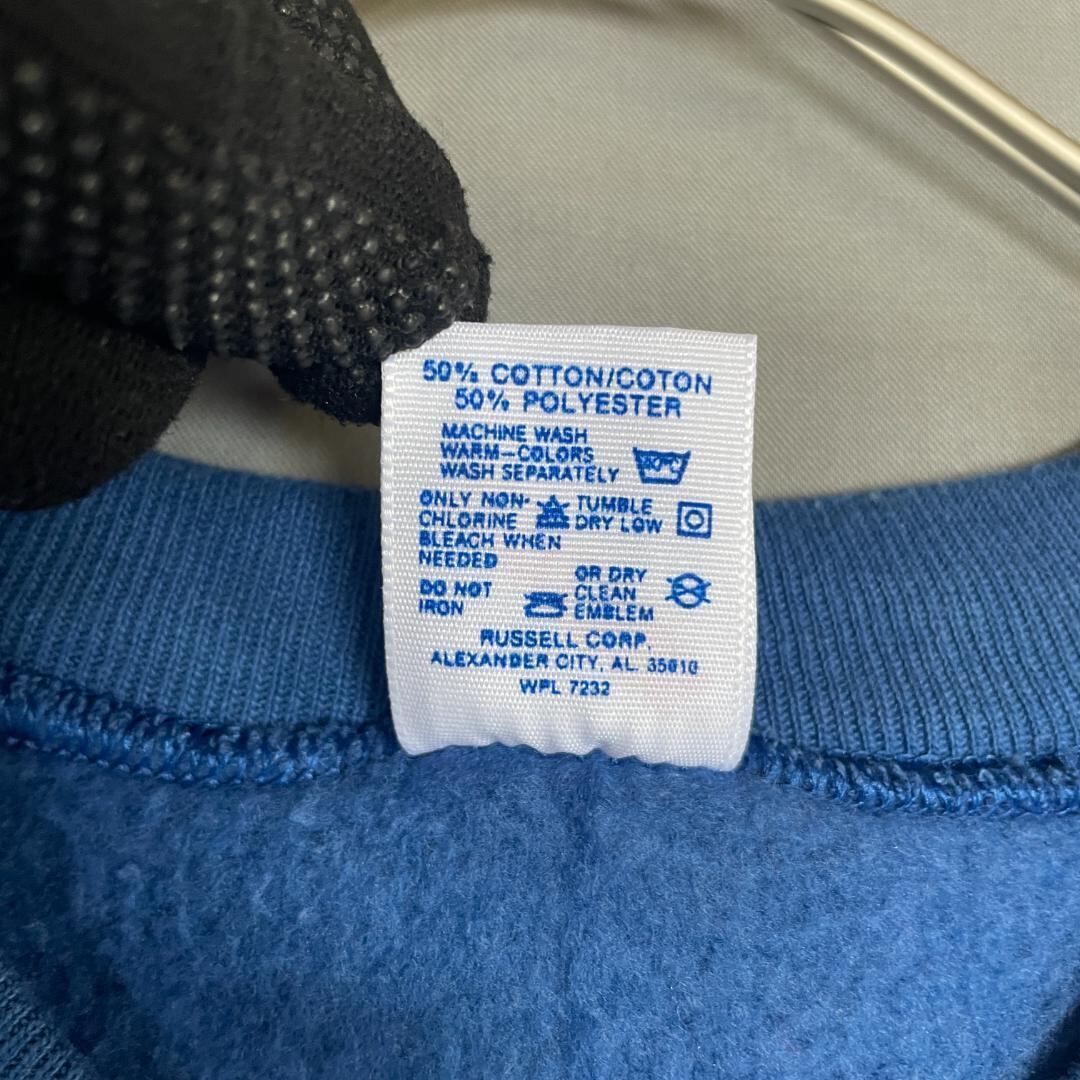 50% COTTON/COTON
50% POLYESTER
MACHINE WASH
WARM-COLORS
WASH SEPARATELY
ONLY NON-
CHLORINE
BLEACH WHEN
NEEDED
TUMBLE
DRY LOW
DO NOT
IRON
OR DRY
CLEAN
EMBLEM
RUSSELL CORP.
ALEXANDER CITY, AL. 35010
WPL 7232